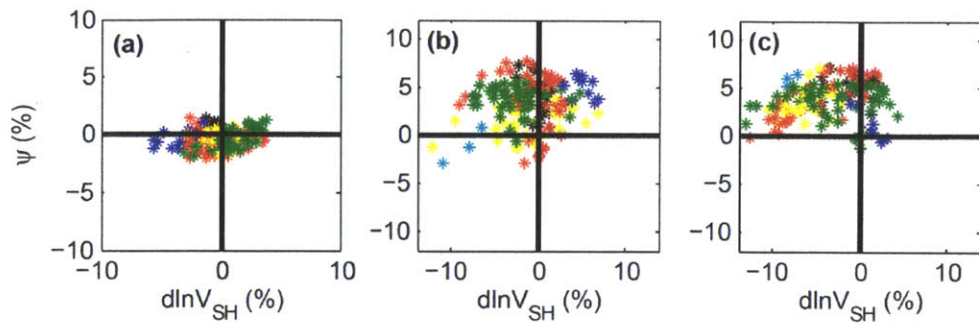 (a) (b) (c)
10 10 10
5 5 5
0 0 0
−5 −5 −5
−10 −10 −10
ψ (%)
−10 0 10 −10 0 10 −10 0 10
dlnV_SH (%) dlnV_SH (%) dlnV_SH (%)